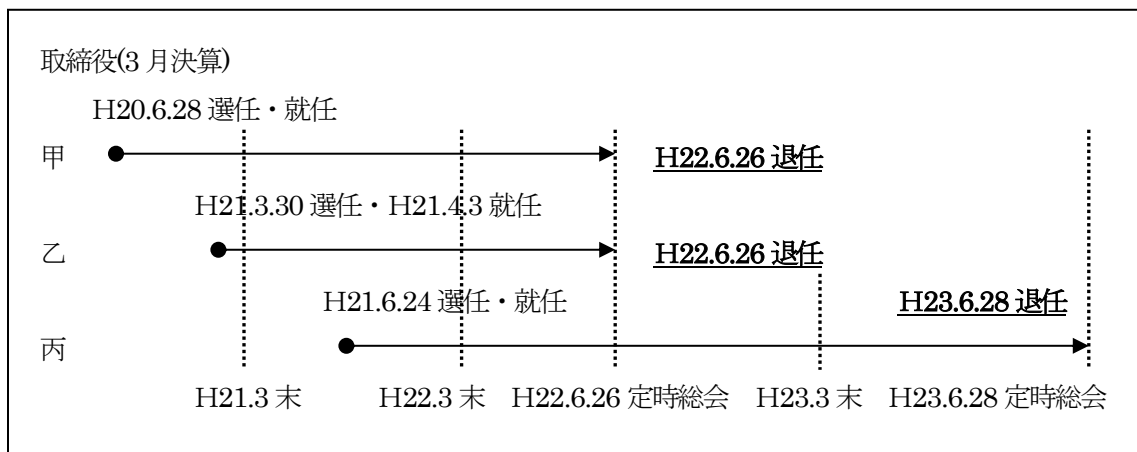 取締役(3 月決算)
H20.6.28 選任・就任
甲 H22.6.26 退任
H21.3.30 選任・H21.4.3 就任
乙 H22.6.26 退任
H21.6.24 選任・就任 H23.6.28 退任
丙
H21.3 末 H22.3 末 H22.6.26 定時総会 H23.3 末 H23.6.28 定時総会